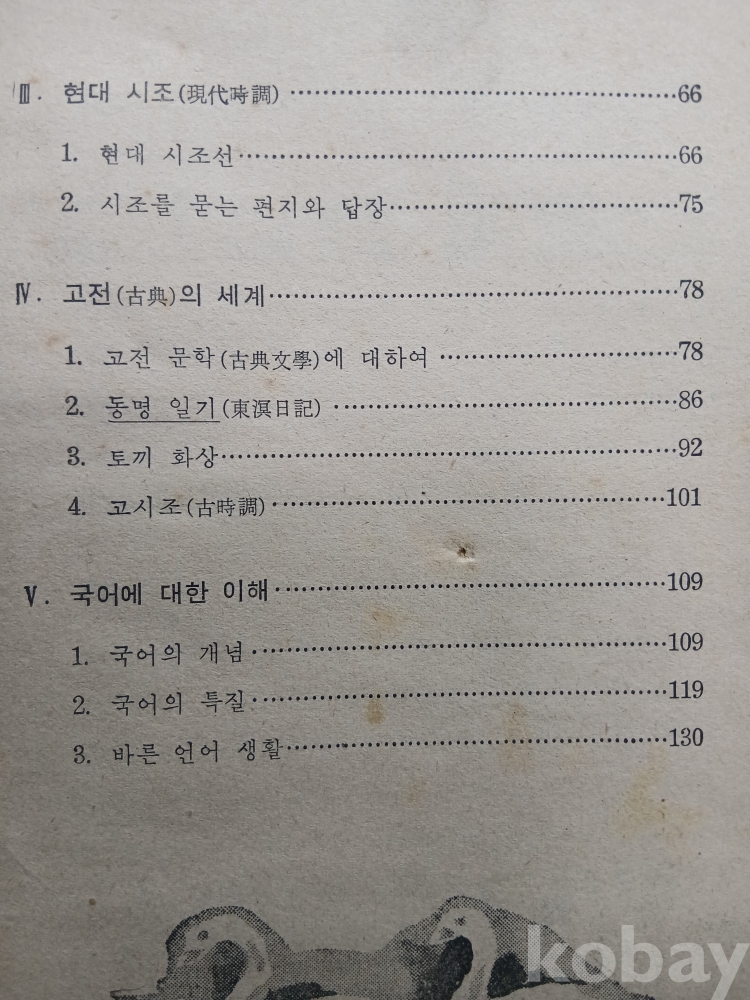 Ⅲ. 현대 시조(現代時調) ························66
1. 현대 시조선························66
2. 시조를 묻는 편지와 답장························75
Ⅳ. 고전(古典)의 세계························78
1. 고전 문학(古典文學)에 대하여 ························78
2. 동명 일기(東溟日記) ························86
3. 토끼 화상························92
4. 고시조(古時調) ························101
Ⅴ. 국어에 대한 이해························109
1. 국어의 개념························109
2. 국어의 특질························119
3. 바른 언어 생활························130
kobay